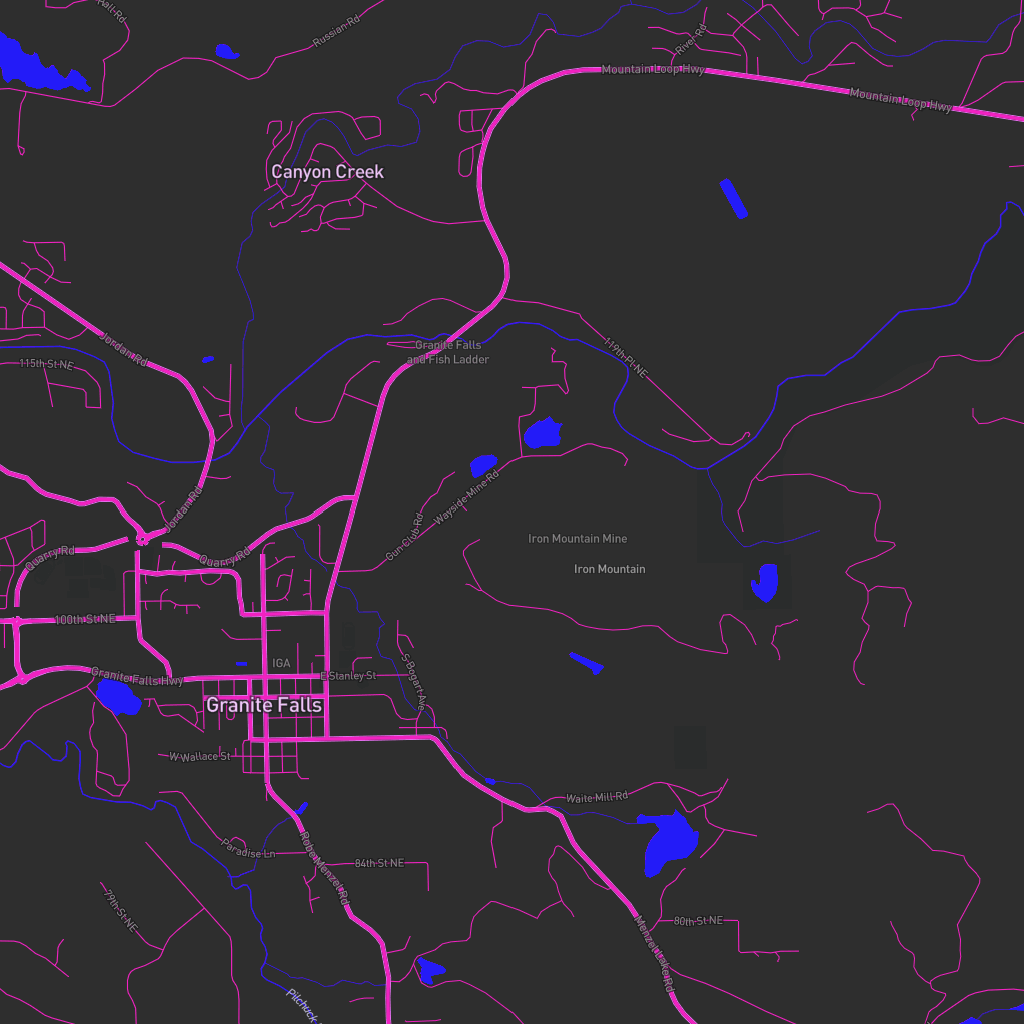 Hall Rd
Russian Rd
River Rd
Mountain Loop Hwy
Mountain Loop Hwy
Canyon Creek
Jordan Rd
115th St NE
Granite Falls
and Fish Ladder
119th Pl NE
Jordan Rd
Wayside Mine Rd
Gun Club Rd
Quarry Rd
Quarry Rd
Iron Mountain Mine
Iron Mountain
100th St NE
IGA
Granite Falls Hwy
E Stanley St
S Bogart Ave
Granite Falls
W Wallace St
Waite Mill Rd
Paradise Ln
Robe Menzel Rd
84th St NE
79th St NE
80th St NE
Menzel Lake Rd
Pilchuck